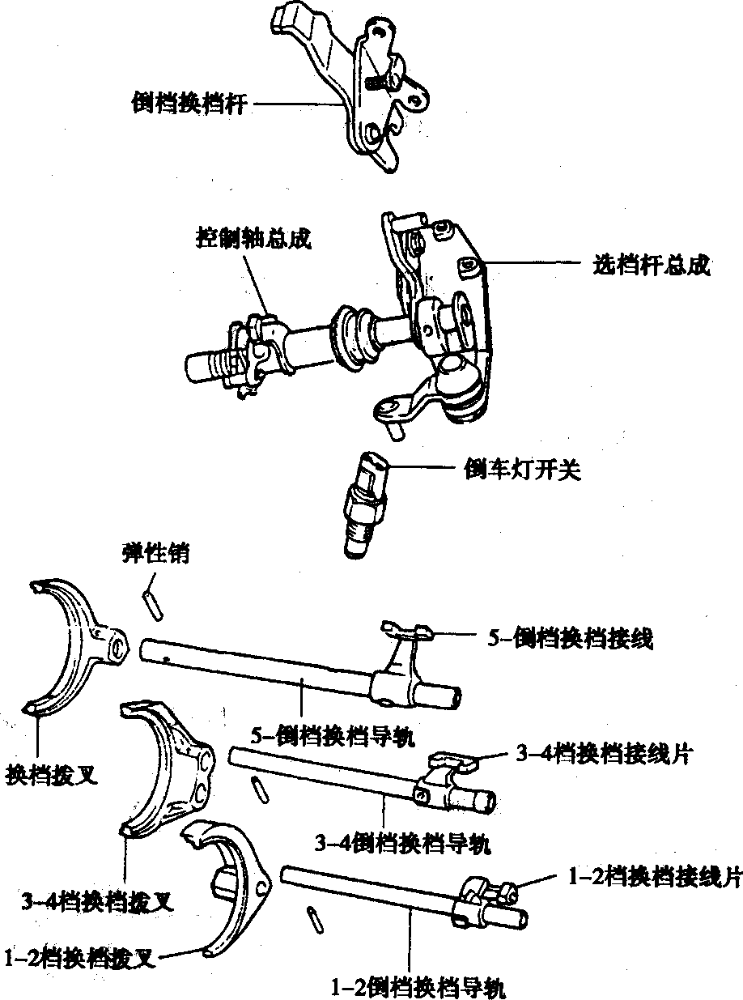 倒档换档杆
控制轴总成
选档杆总成
倒车灯开关
弹性销
5-倒档换档接线
5-倒档换档导轨
换档拨叉
3-4档换档接线片
3-4倒档换档导轨
1-2档换档接线片
3-4档换档拨叉
1-2档换档拨叉
1-2倒档换档导轨